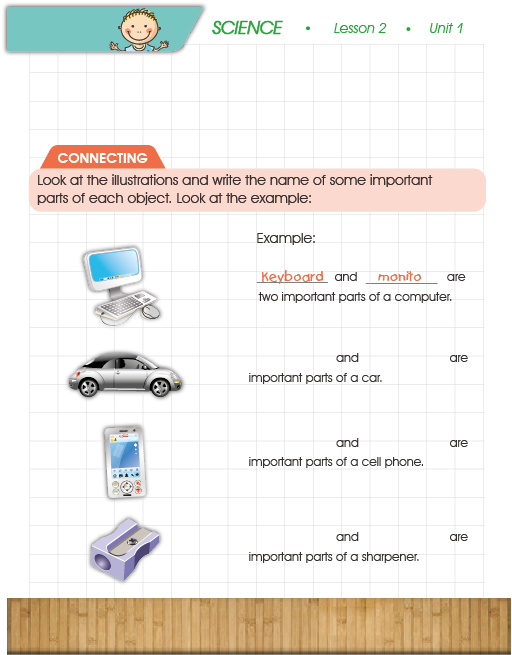 SCIENCE • Lesson 2 • Unit 1
CONNECTING
Look at the illustrations and write the name of some important
parts of each object. Look at the example:
Example:
Keyboard and monito are
two important parts of a computer.
and are
important parts of a car.
and are
important parts of a cell phone.
and are
important parts of a sharpener.